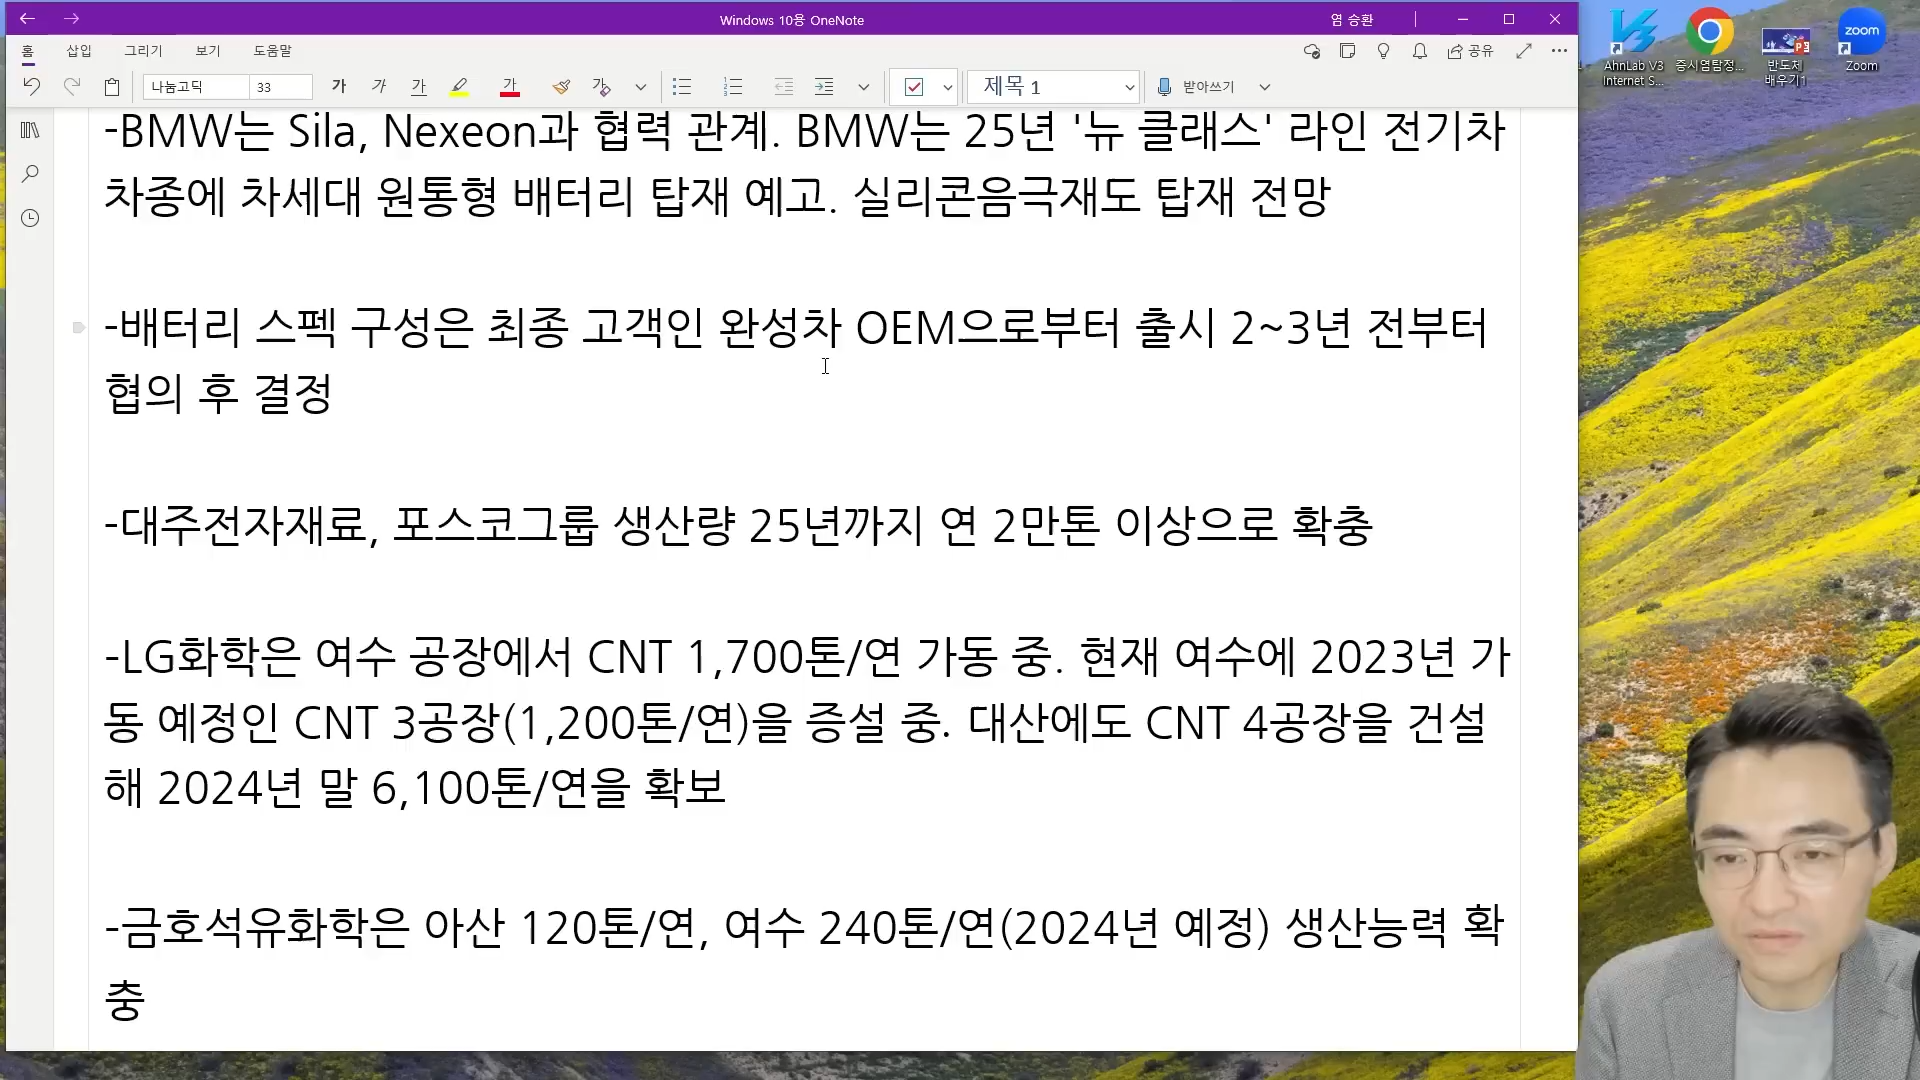 Windows 10용 OneNote
염 승환
홈 삽입 그리기 보기 도움말
공유
나눔고딕 33 가 가 가 가 제목 1 받아쓰기
-BMW는 Sila, Nexeon과 협력 관계. BMW는 25년 '뉴 클래스' 라인 전기차
차종에 차세대 원통형 배터리 탑재 예고. 실리콘음극재도 탑재 전망
-배터리 스펙 구성은 최종 고객인 완성차 OEM으로부터 출시 2~3년 전부터
협의 후 결정
-대주전자재료, 포스코그룹 생산량 25년까지 연 2만톤 이상으로 확충
-LG화학은 여수 공장에서 CNT 1,700톤/연 가동 중. 현재 여수에 2023년 가
동 예정인 CNT 3공장(1,200톤/연)을 증설 중. 대산에도 CNT 4공장을 건설
해 2024년 말 6,100톤/연을 확보
-금호석유화학은 아산 120톤/연, 여수 240톤/연(2024년 예정) 생산능력 확
충
AhnLab V3
Internet S...
증시염탐정...
반도체
배우기1
zoom
Zoom